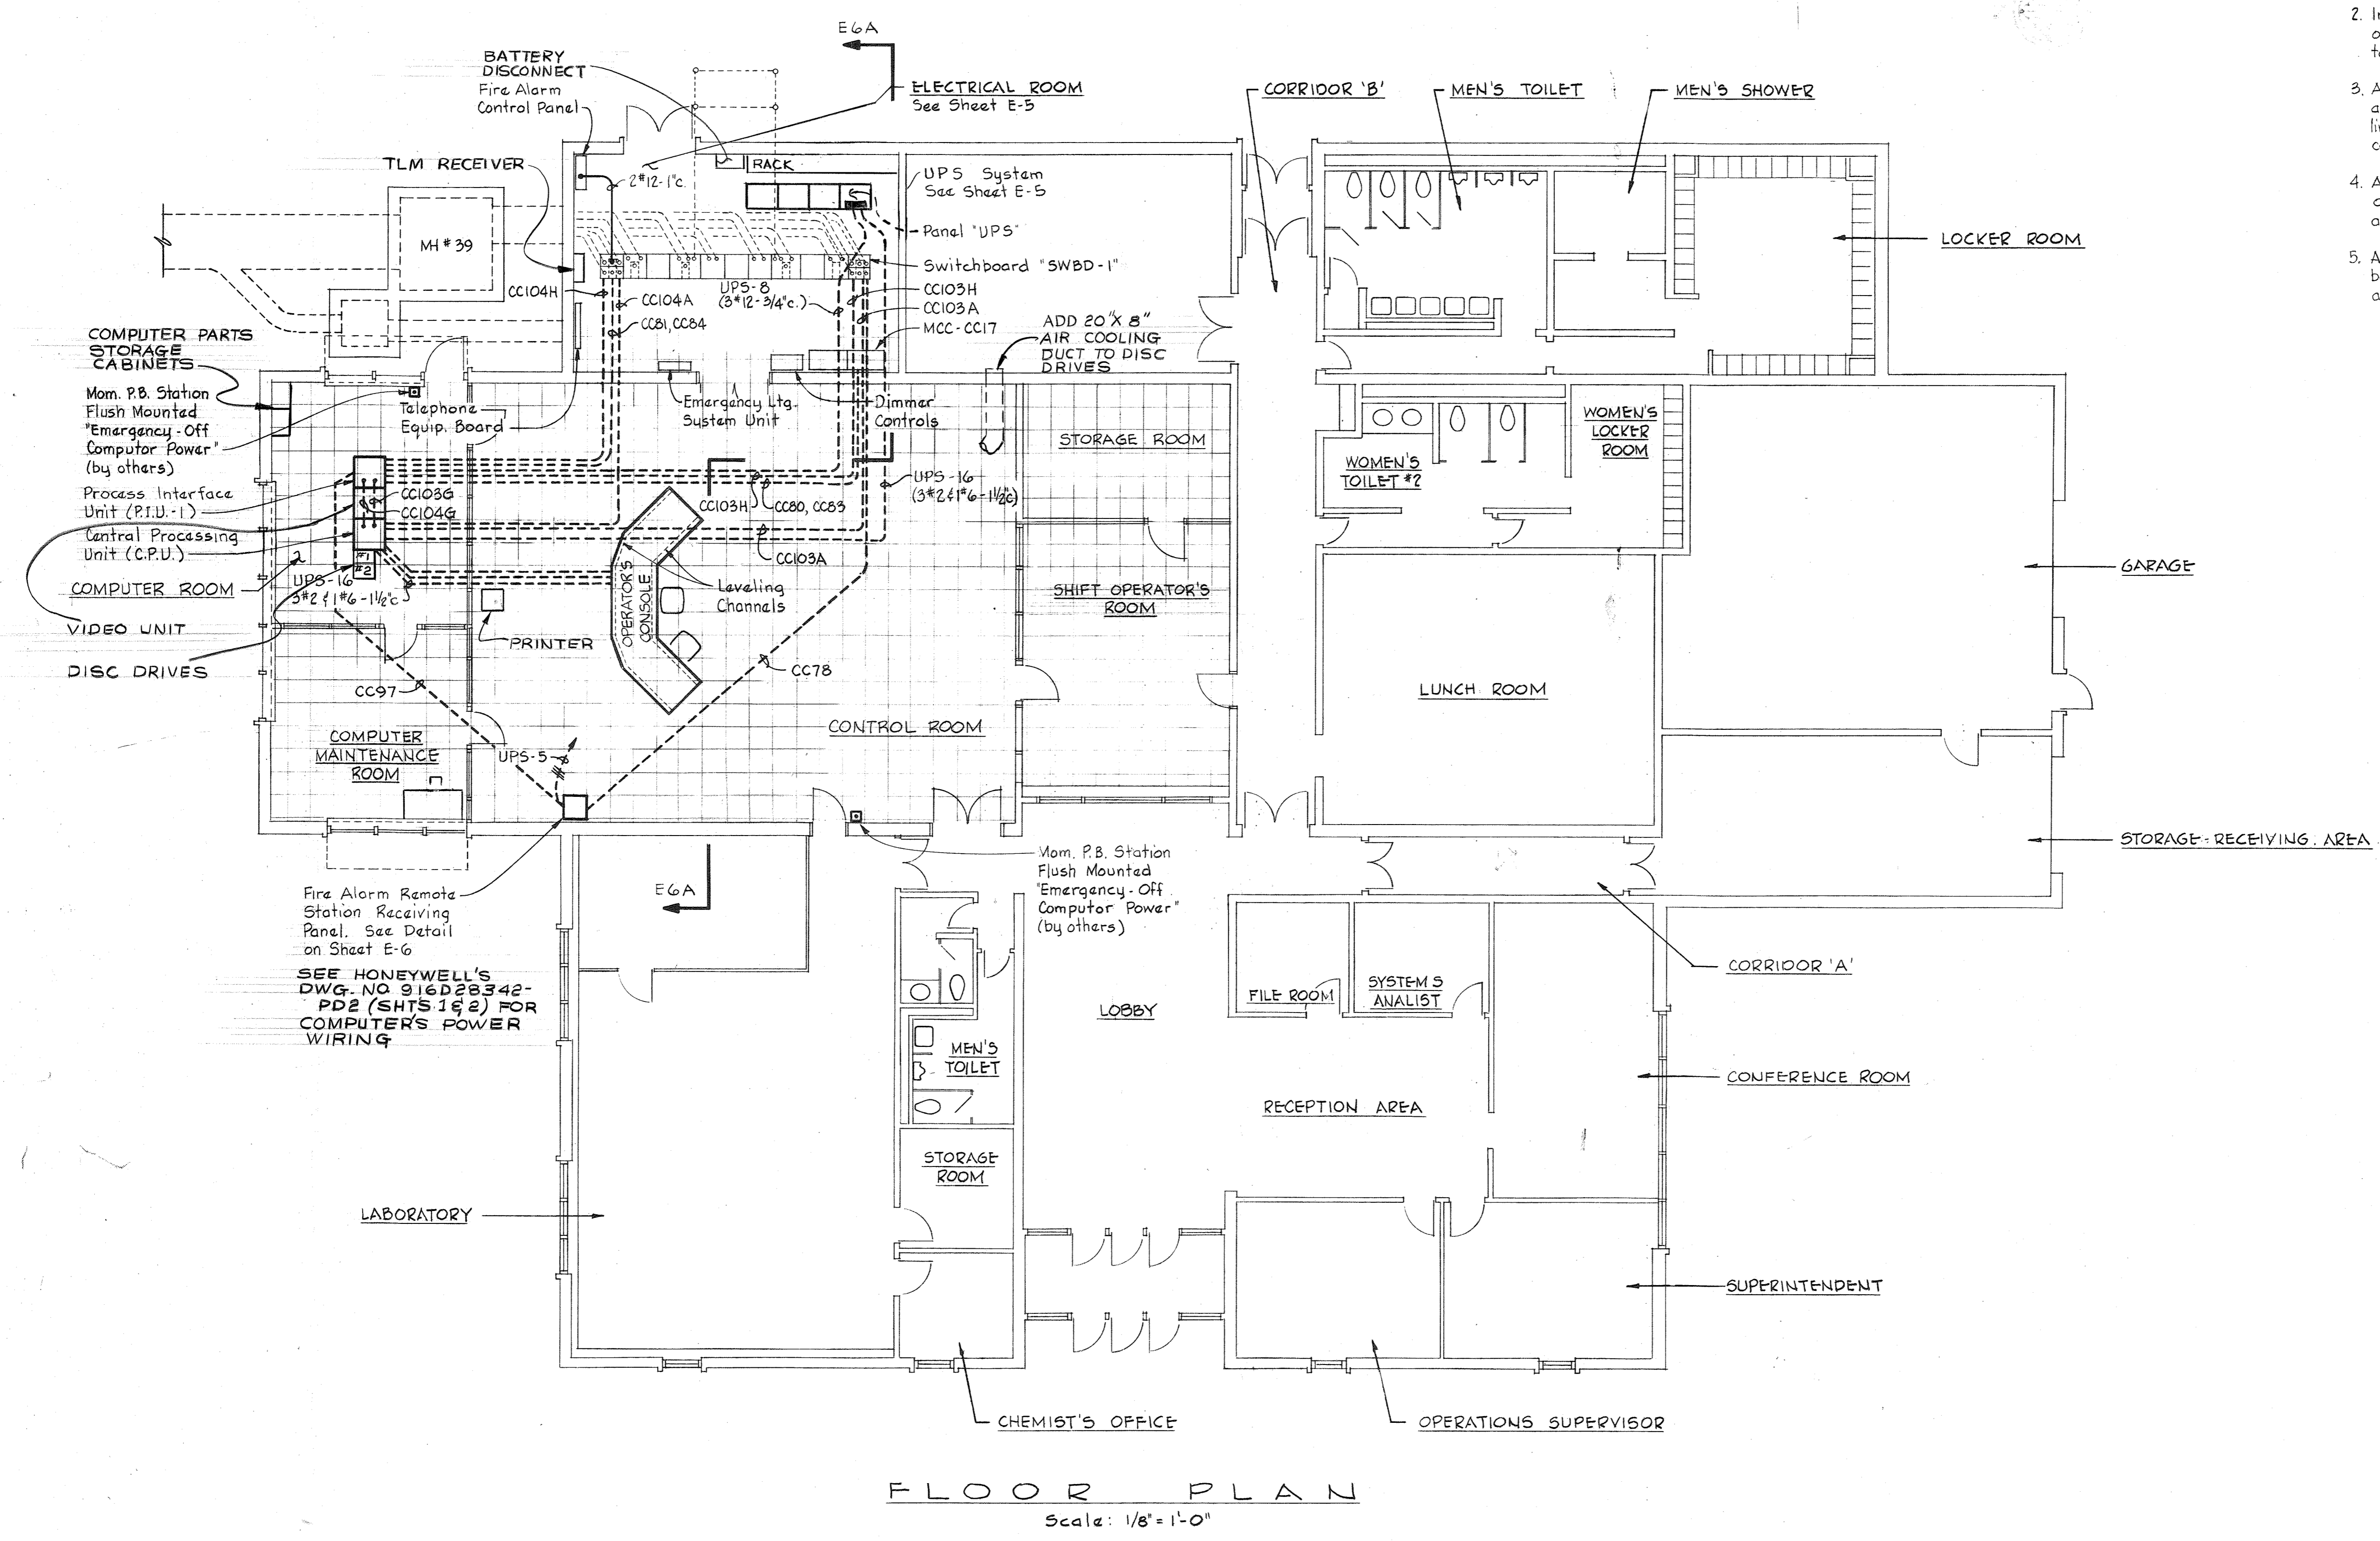 E6A
BATTERY
DISCONNECT
Fire Alarm
Control Panel
ELECTRICAL ROOM
See Sheet E-5
CORRIDOR 'B'
MEN'S TOILET
MEN'S SHOWER
2.
3. A
4. A
5. A
TLM RECEIVER
RACK
2#12-1"c.
UPS System
See Sheet E-5
MH#39
Panel "UPS"
LOCKER ROOM
Switchboard "SWBD-1"
CC104H
CC104A
UPS-8
(3#12-3/4"c.)
CC103H
CC103A
CC81, CC84
MCC-CC17
ADD 20"X 8"
AIR COOLING
DUCT TO DISC
DRIVES
COMPUTER PARTS
STORAGE
CABINETS
Mom. P.B. Station
Flush Mounted
"Emergency-Off
Computor Power"
(by others)
Telephone
Equip. Board
Emergency Ltg.
System Unit
Dimmer
Controls
STORAGE ROOM
WOMEN'S
LOCKER
ROOM
WOMEN'S
TOILET #2
Process Interface
Unit (P.I.U.-1)
CC103G
CC104G
CC103H
CC80, CC83
UPS-16
(3#2&1#6-1½"c)
Central Processing
Unit (C.P.U.)
#1
#2
CC103A
UPS-16
3#2 & 1#6-1½"c
COMPUTER ROOM
OPERATOR'S
CONSOLE
Leveling
Channels
SHIFT OPERATOR'S
ROOM
GARAGE
VIDEO UNIT
PRINTER
DISC DRIVES
CC97
CC78
LUNCH ROOM
CONTROL ROOM
COMPUTER
MAINTENANCE
ROOM
UPS-5
STORAGE-RECEIVING AREA
Mom. P.B. Station
Flush Mounted
"Emergency-Off
Computor Power"
(by others)
E6A
Fire Alarm Remote
Station Receiving
Panel. See Detail
on Sheet E-6
SEE HONEYWELL'S
DWG. NO. 916D28342-
PD2 (SHTS. 1&2) FOR
COMPUTER'S POWER
WIRING
CORRIDOR 'A'
FILE ROOM
SYSTEMS
ANALIST
LOBBY
MEN'S
TOILET
CONFERENCE ROOM
RECEPTION AREA
STORAGE
ROOM
LABORATORY
SUPERINTENDENT
CHEMIST'S OFFICE
OPERATIONS SUPERVISOR
FLOOR PLAN
Scale: 1/8"=1'-0"